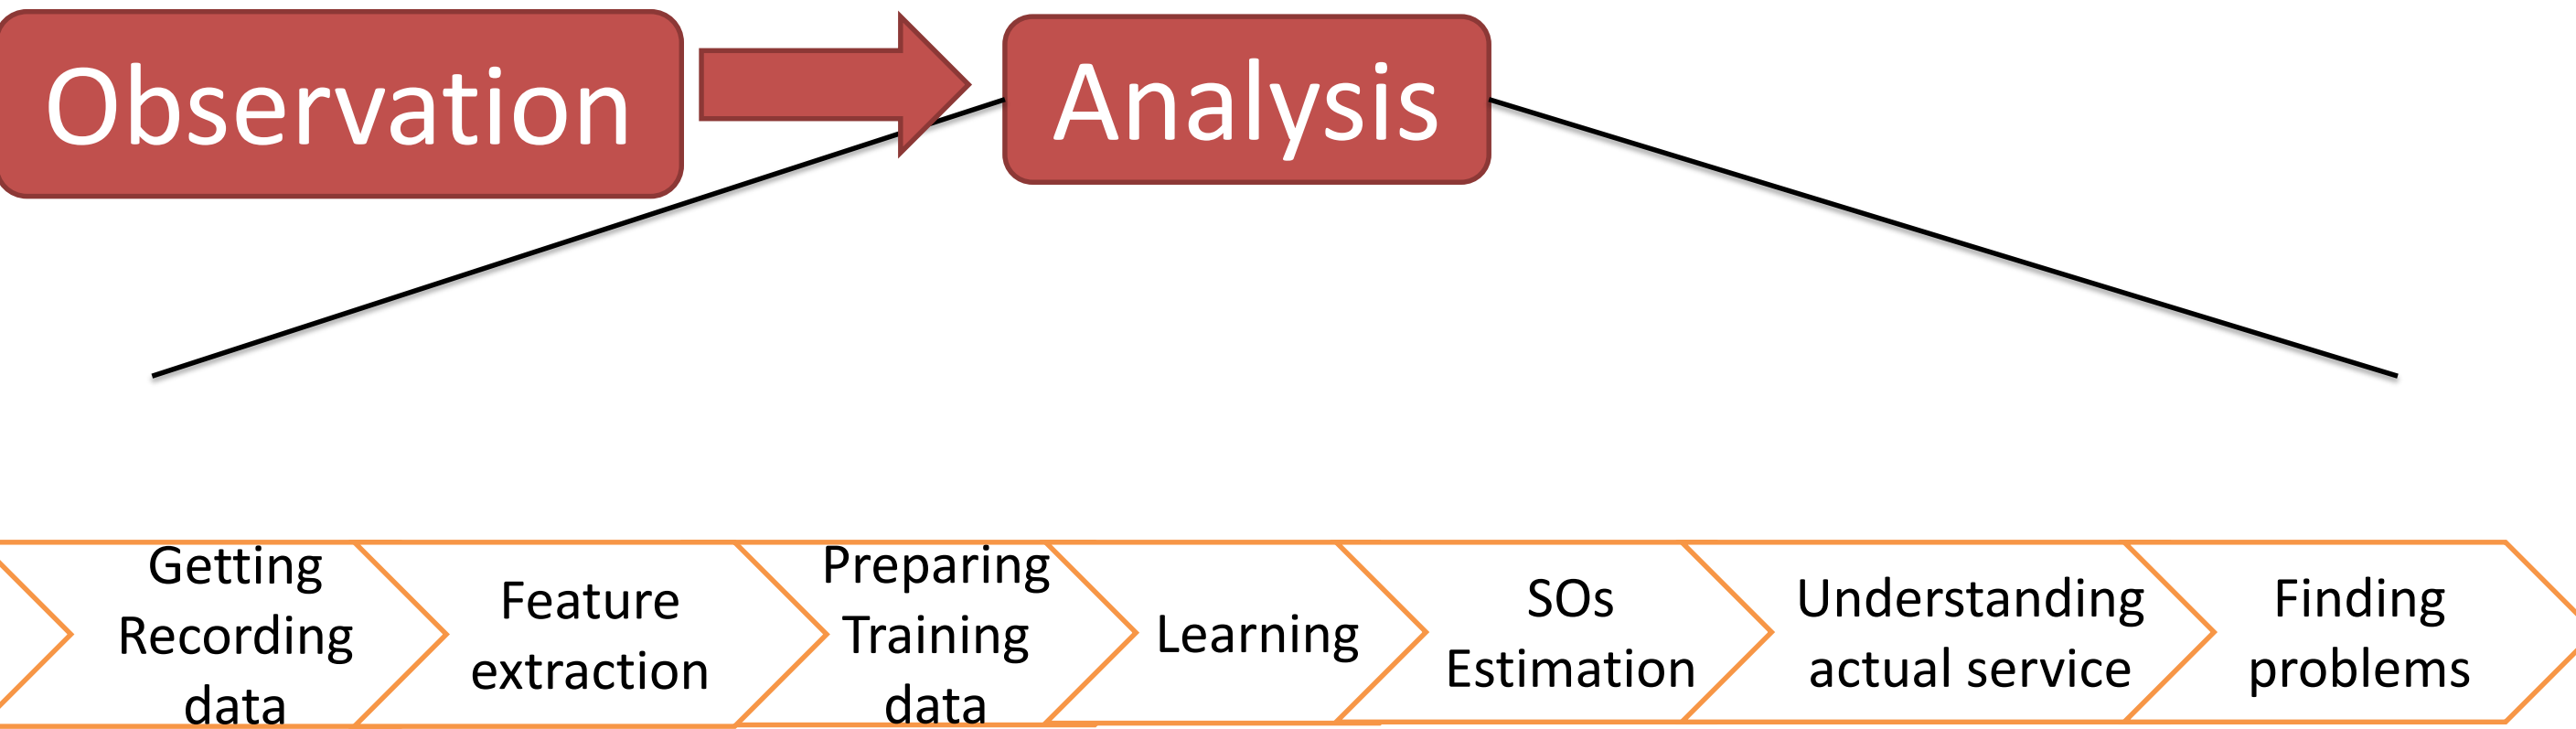 Observation
Analysis
Getting
Recording
data
Feature
extraction
Preparing
Training
data
Learning
SOs
Estimation
Understanding
actual service
Finding
problems